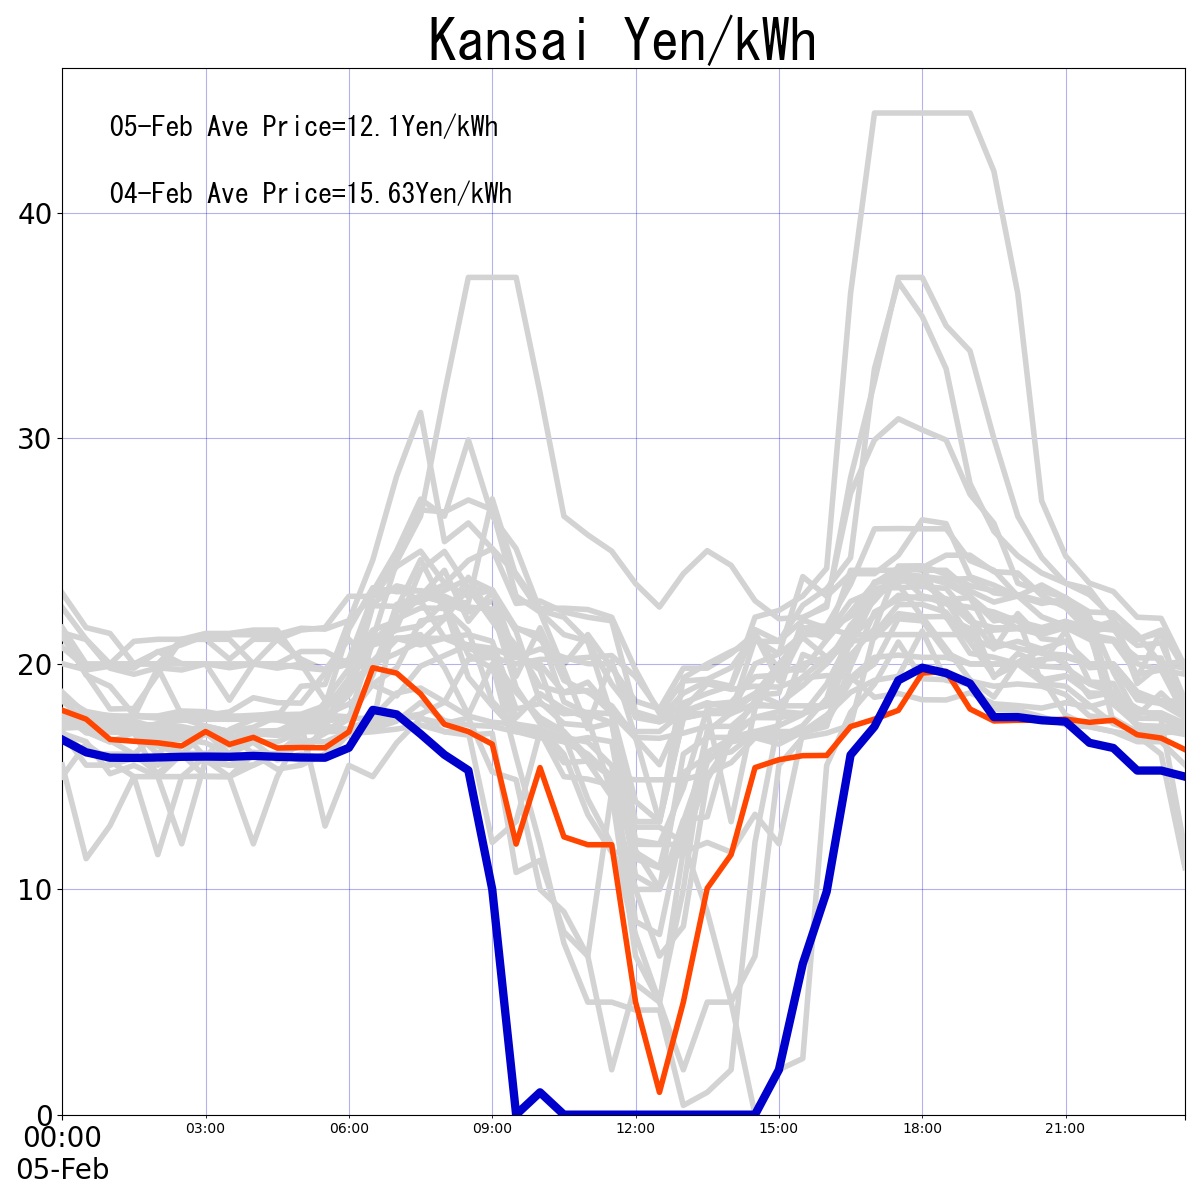 Kansai Yen/kWh
05-Feb Ave Price=12.1Yen/kWh
04-Feb Ave Price=15.63Yen/kWh
40
30
20
10
0
00:00 03:00 06:00 09:00 12:00 15:00 18:00 21:00
05-Feb